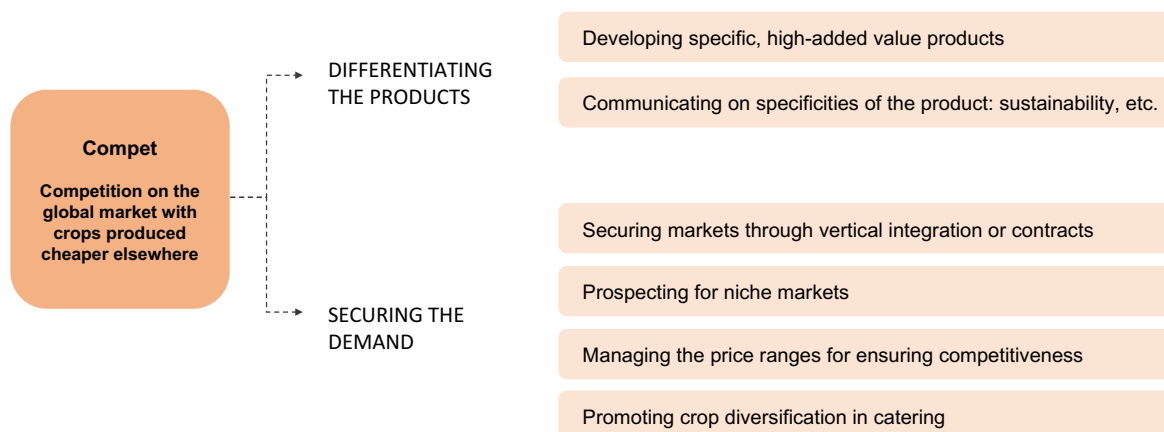 Compet
Competition on the
global market with
crops produced
cheaper elsewhere
DIFFERENTIATING
THE PRODUCTS
Developing specific, high-added value products
Communicating on specificities of the product: sustainability, etc.
SECURING THE
DEMAND
Securing markets through vertical integration or contracts
Prospecting for niche markets
Managing the price ranges for ensuring competitiveness
Promoting crop diversification in catering